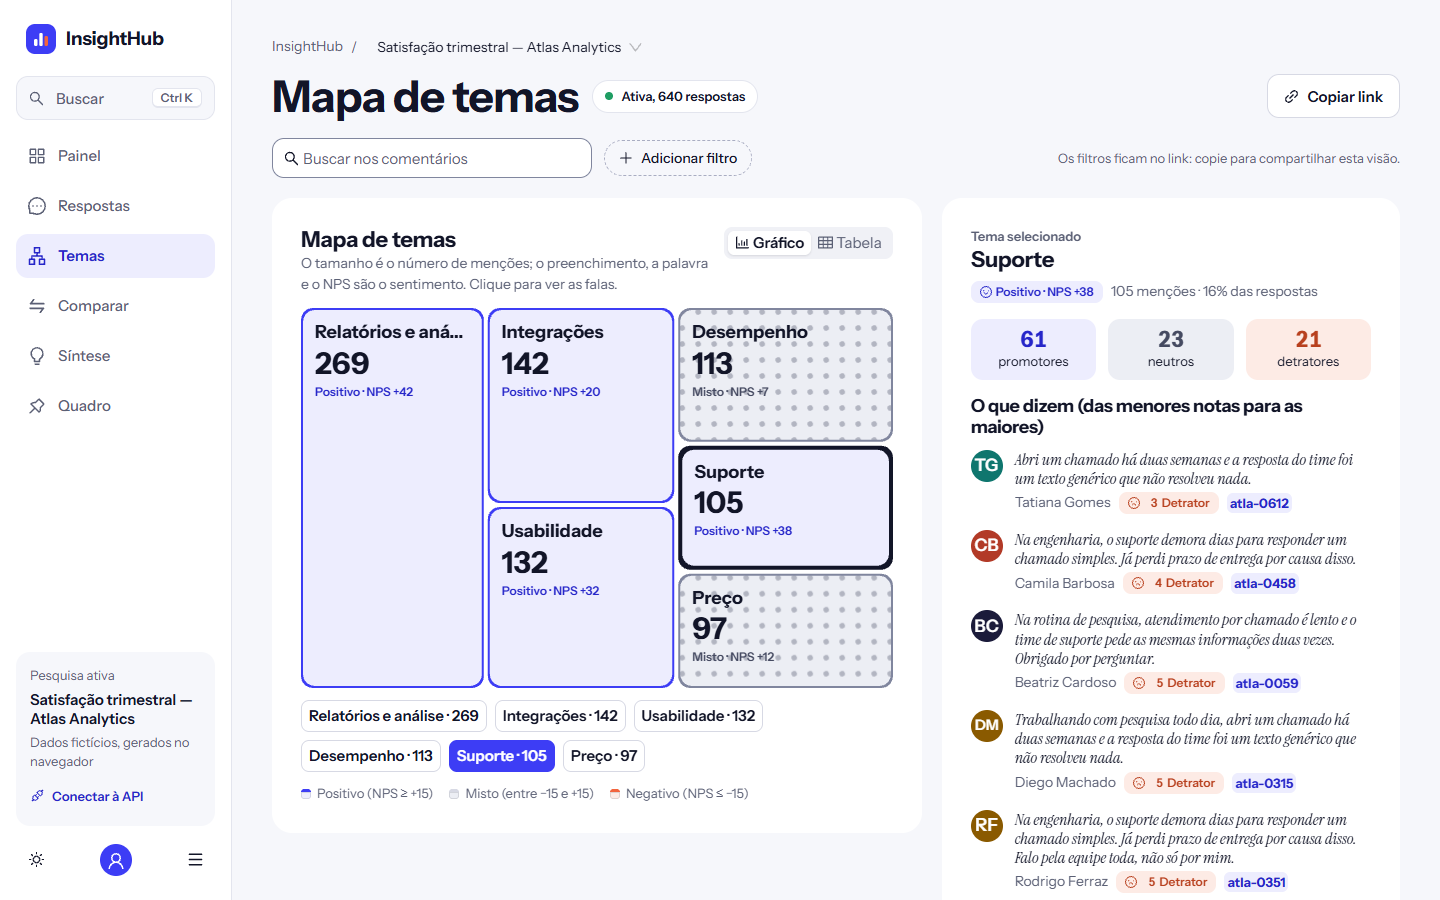 InsightHub
Buscar
Ctrl K
Painel
Respostas
Temas
Comparar
Síntese
Quadro
Pesquisa ativa
Satisfação trimestral —
Atlas Analytics
Dados fictícios, gerados no
navegador
Conectar à API
InsightHub / Satisfação trimestral — Atlas Analytics
Mapa de temas
Ativa, 640 respostas
Copiar link
Buscar nos comentários
Adicionar filtro
Os filtros ficam no link: copie para compartilhar esta visão.
Mapa de temas
O tamanho é o número de menções; o preenchimento, a palavra
e o NPS são o sentimento. Clique para ver as falas.
Gráfico
Tabela
Relatórios e aná...
269
Positivo · NPS +42
Integrações
142
Positivo · NPS +20
Usabilidade
132
Positivo · NPS +32
Desempenho
113
Misto · NPS +7
Suporte
105
Positivo · NPS +38
Preço
97
Misto · NPS +12
Relatórios e análise · 269
Integrações · 142
Usabilidade · 132
Desempenho · 113
Suporte · 105
Preço · 97
Positivo (NPS ≥ +15)
Misto (entre −15 e +15)
Negativo (NPS ≤ −15)
Tema selecionado
Suporte
Positivo · NPS +38
105 menções · 16% das respostas
61
promotores
23
neutros
21
detratores
O que dizem (das menores notas para as
maiores)
TG
Abri um chamado há duas semanas e a resposta do time foi
um texto genérico que não resolveu nada.
Tatiana Gomes
3 Detrator
atla-0612
CB
Na engenharia, o suporte demora dias para responder um
chamado simples. Já perdi prazo de entrega por causa disso.
Camila Barbosa
4 Detrator
atla-0458
BC
Na rotina de pesquisa, atendimento por chamado é lento e o
time de suporte pede as mesmas informações duas vezes.
Obrigado por perguntar.
Beatriz Cardoso
5 Detrator
atla-0059
DM
Trabalhando com pesquisa todo dia, abri um chamado há
duas semanas e a resposta do time foi um texto genérico que
não resolveu nada.
Diego Machado
5 Detrator
atla-0315
RF
Na engenharia, o suporte demora dias para responder um
chamado simples. Já perdi prazo de entrega por causa disso.
Falo pela equipe toda, não só por mim.
Rodrigo Ferraz
5 Detrator
atla-0351